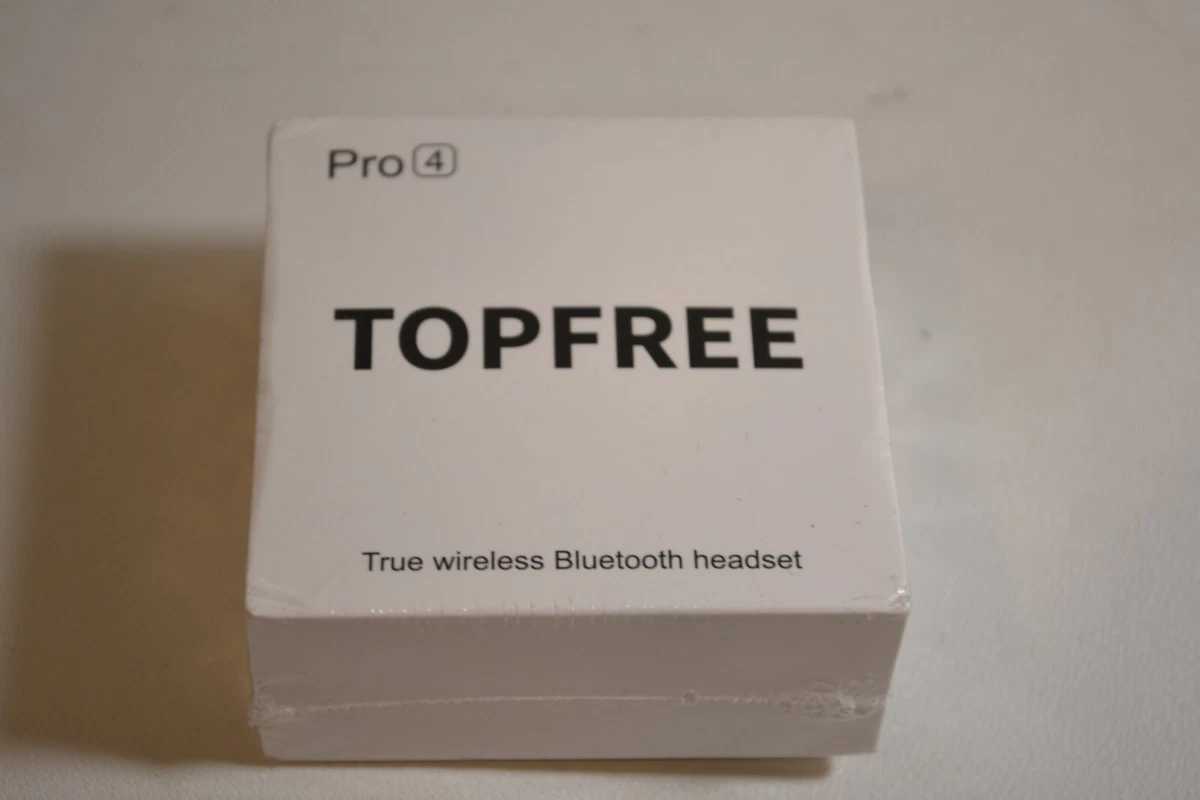 Pro 4
TOPFREE
True wireless Bluetooth headset